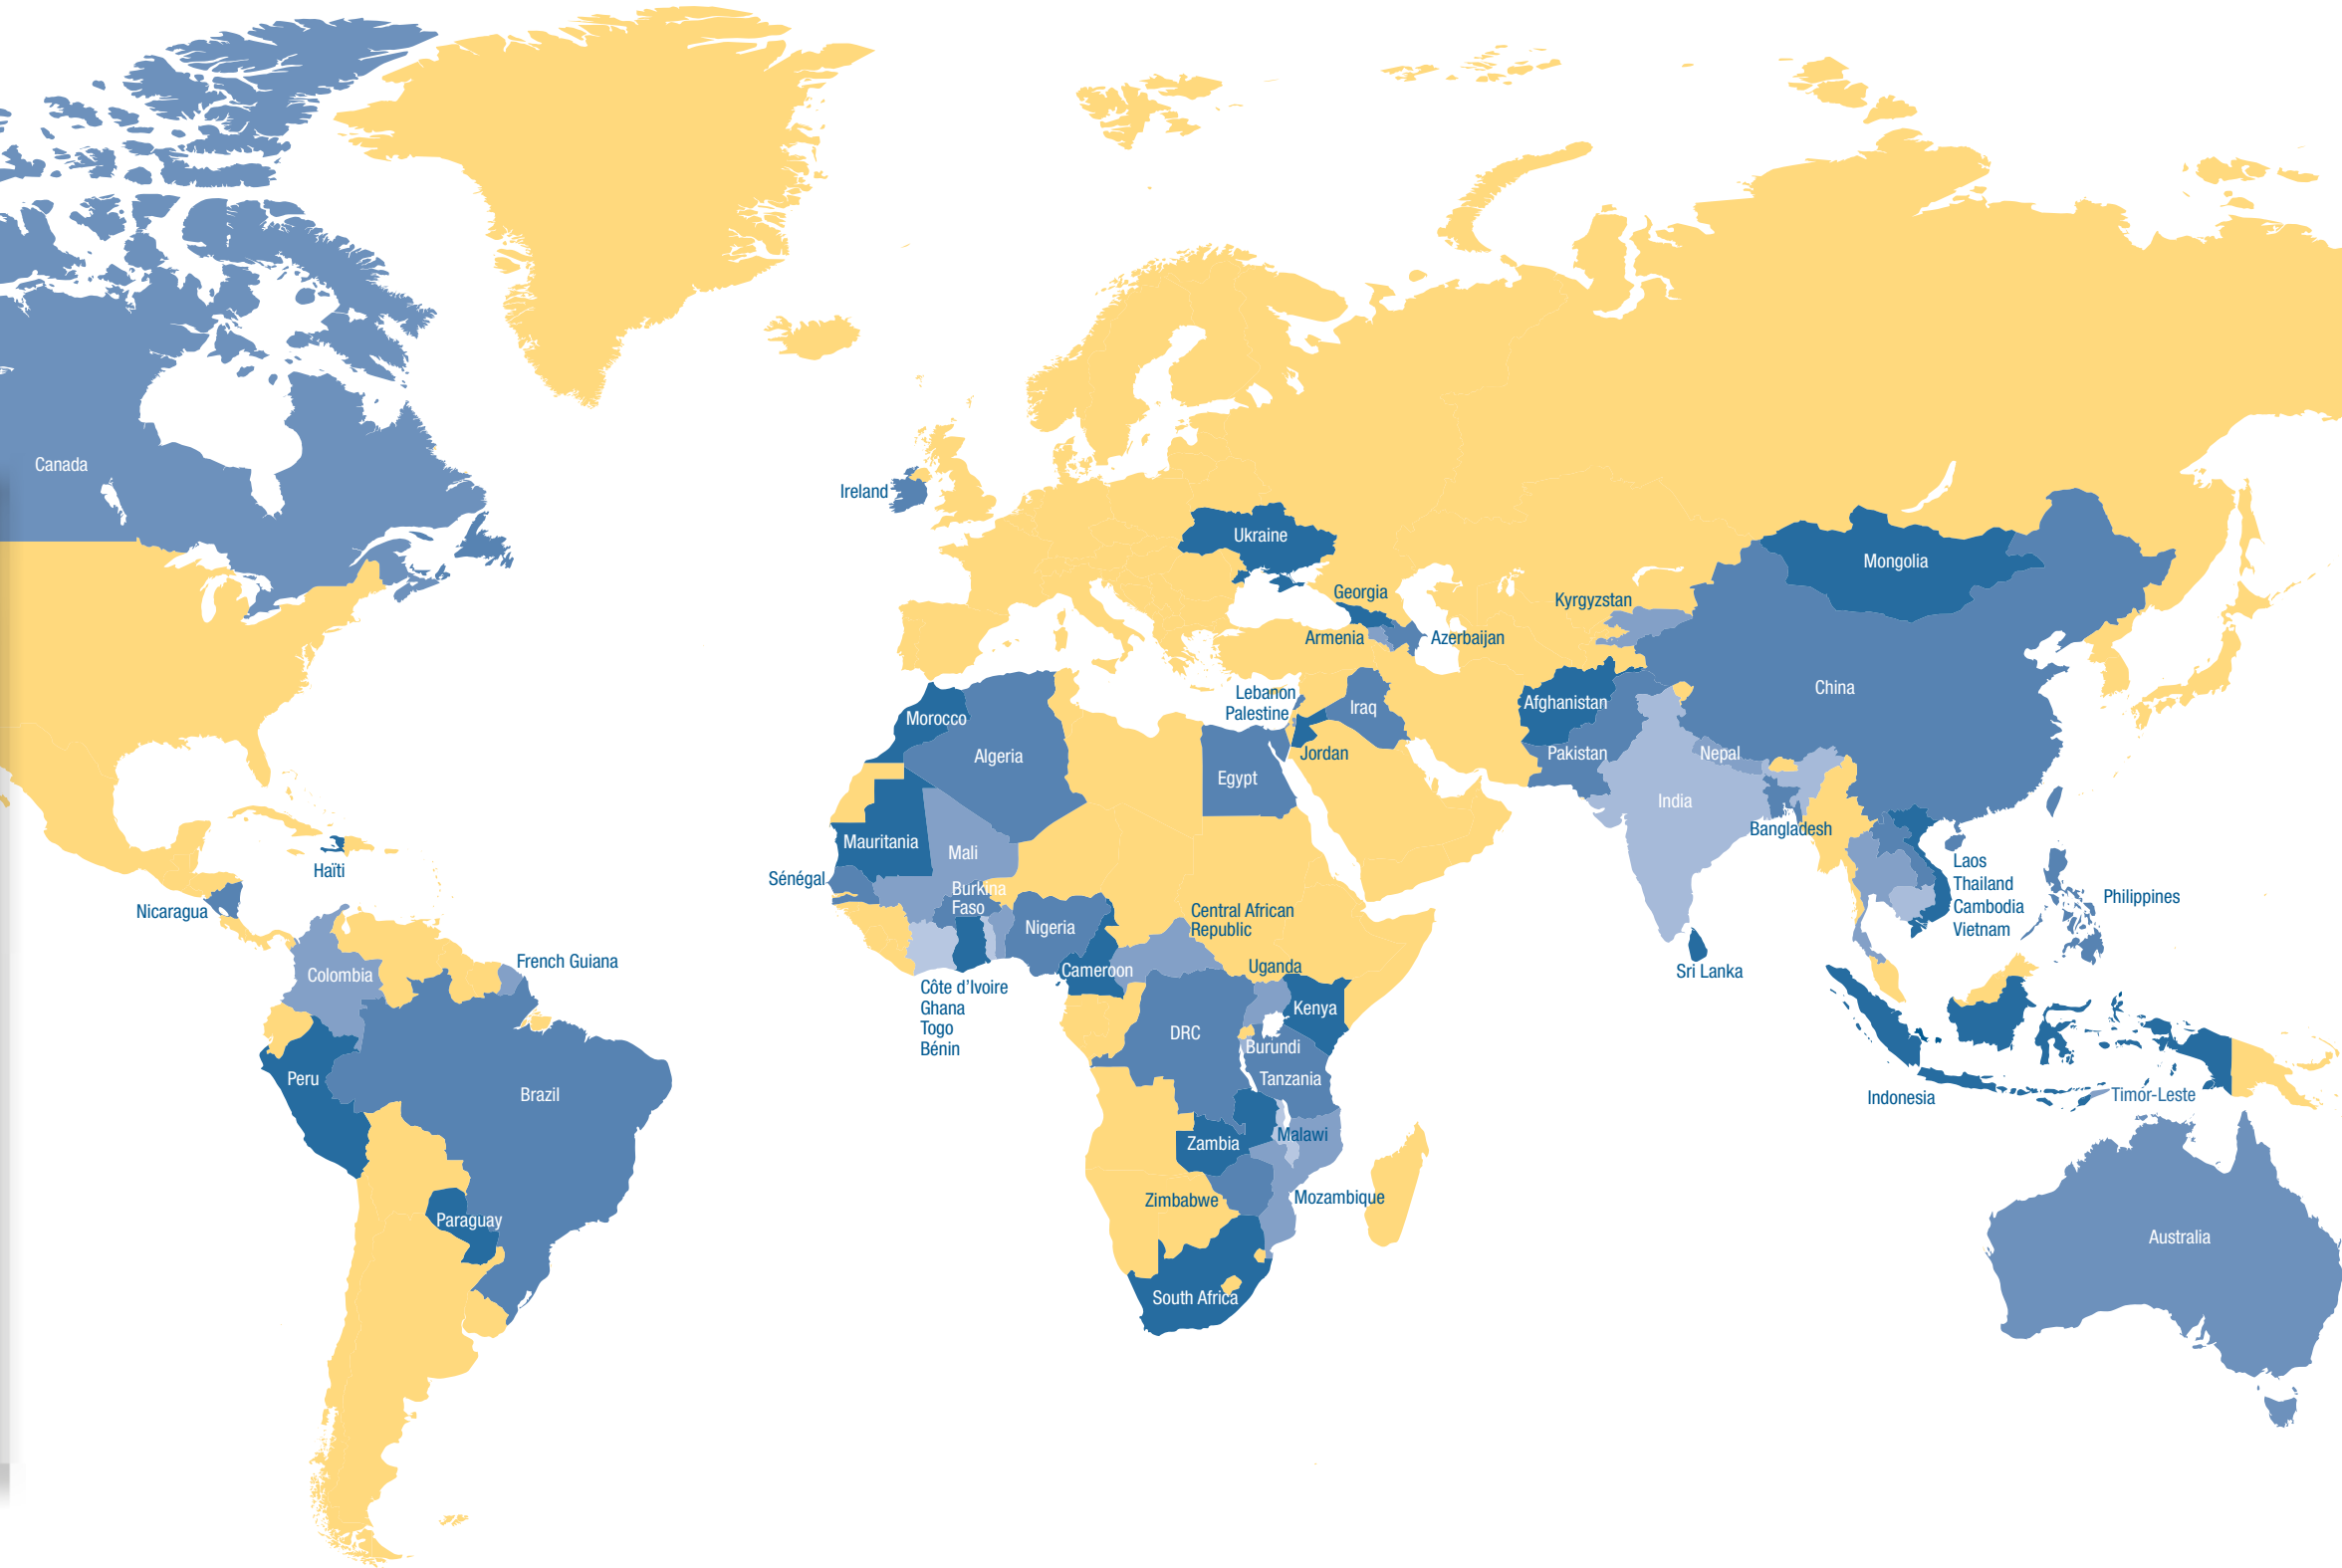 Canada
Ireland
Ukraine
Mongolia
Georgia
Kyrgyzstan
Armenia
Azerbaijan
China
Lebanon
Palestine
Iraq
Afghanistan
Morocco
Jordan
Pakistan
Nepal
Algeria
Egypt
India
Bangladesh
Mauritania
Mali
Haïti
Sénégal
Burkina
Faso
Laos
Thailand
Cambodia
Vietnam
Philippines
Nicaragua
Nigeria
Central African
Republic
French Guiana
Colombia
Cameroon
Uganda
Sri Lanka
Côte d'Ivoire
Ghana
Togo
Bénin
Kenya
DRC
Burundi
Tanzania
Peru
Brazil
Indonesia
Timor-Leste
Malawi
Zambia
Zimbabwe
Mozambique
Paraguay
Australia
South Africa